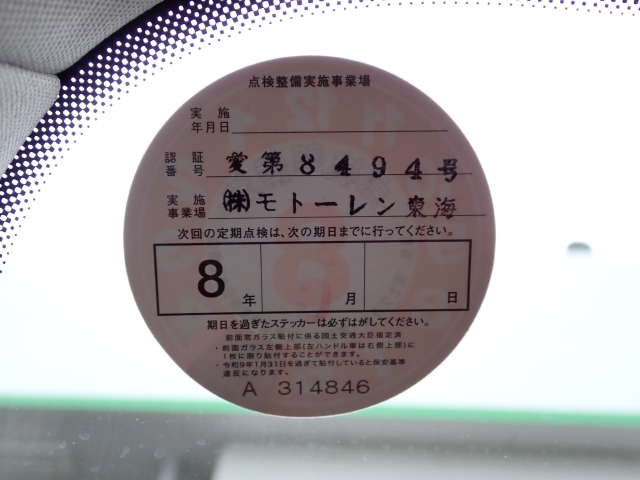 点検整備実施事業場
実施
年月日
認証
番号 愛第8494号
実施
事業場 ㈱モトーレン東海
次回の定期点検は、次の期日までに行ってください。
8年 月 日
期日を過ぎたステッカーは必ずはがしてください。
前面窓ガラス貼付に係る国土交通大臣指定済
・前面ガラス左側上部(左ハンドル車は右側上部)に
1枚に限り貼付することができます。
・令和9年1月31日を過ぎて貼付していると保安基準
違反になります。
A 314846